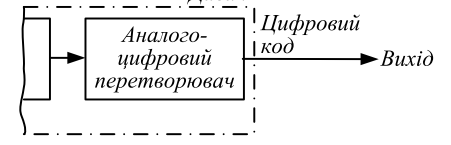 Цифровий
Аналого-
код
цифровий
Вихід
перетворювач